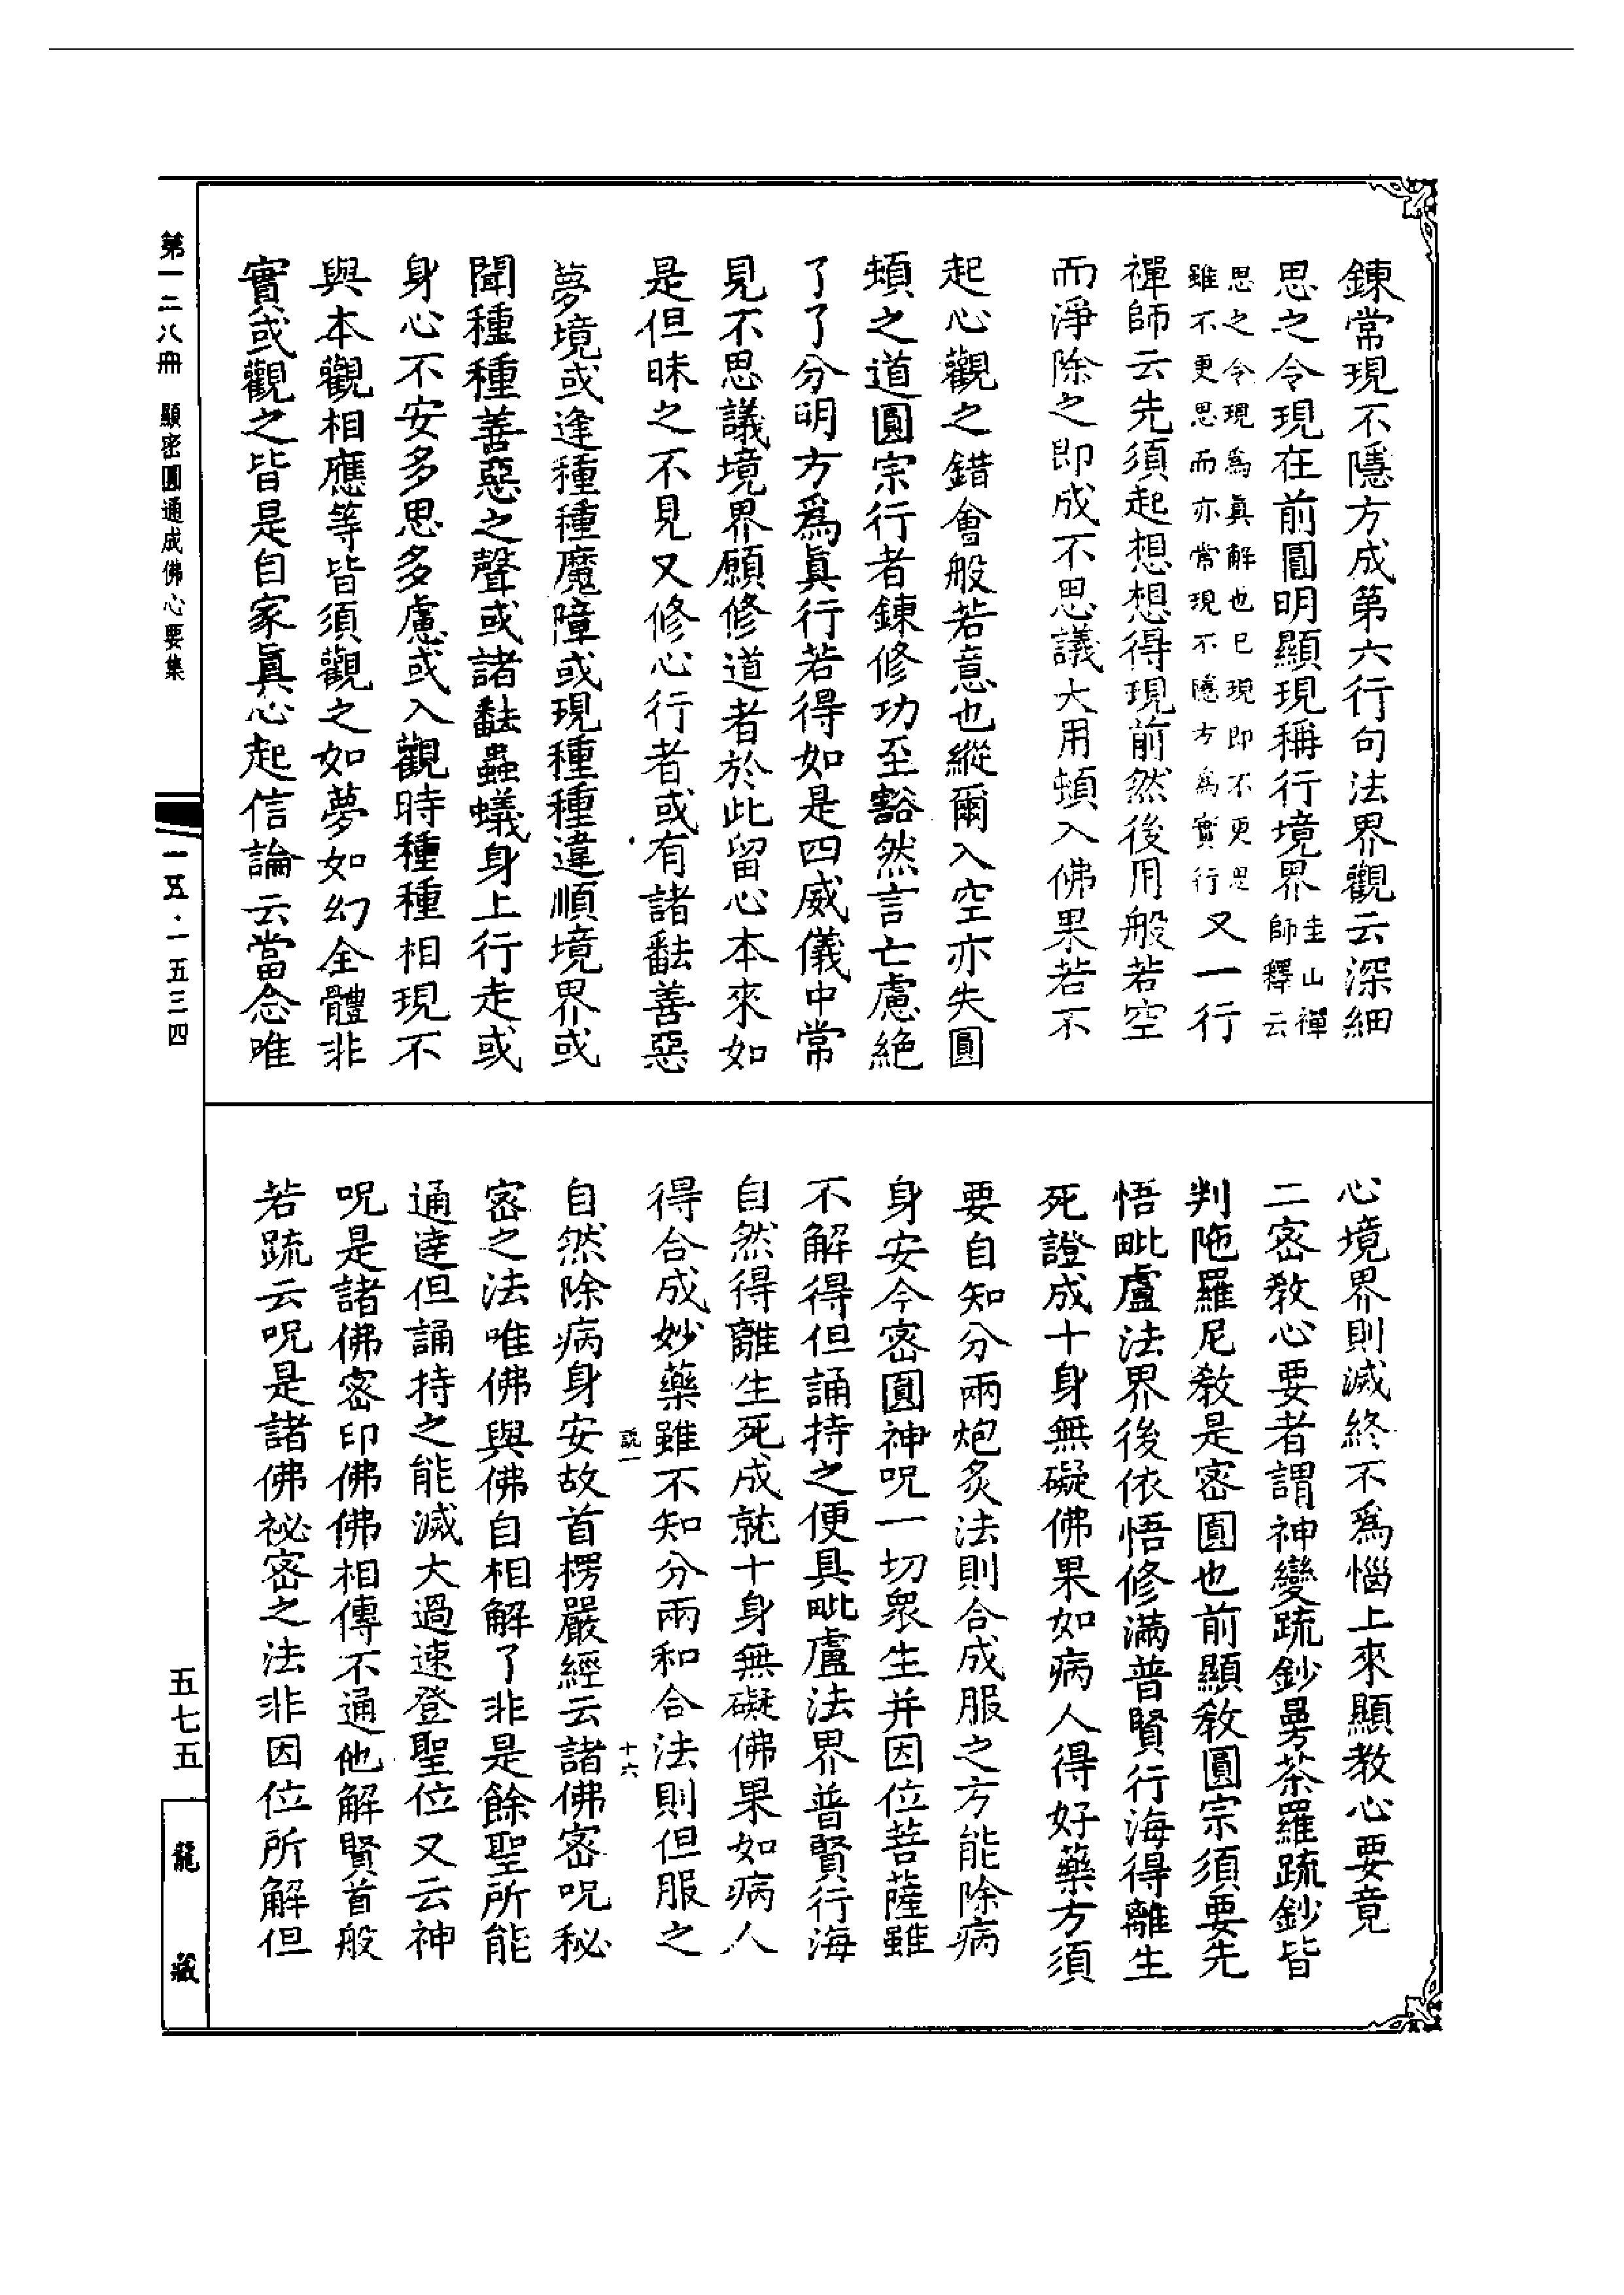 鍊常現不隱方成第六行句法界觀云深細
思之令現在前圓明顯現稱行境界圭山禪師釋云
思之令現為眞解也已現即不更思雖不更思而亦常現不隱方為實行又一行
禪師云先須起想想得現前然後用般若空
而淨除之即成不思議大用頓入佛果若不
起心觀之錯會般若意也縱爾入空亦失圓
頓之道圓宗行者鍊修功至豁然言亡慮絶
了了分明方爲眞行若得如是四威儀中常
見不思議境界願修道者於此留心本來如
是但昧之不見又修心行者或有諸翻善惡
夢境或逢種種魔障或現種種違順境界或
聞種種善惡之聲或諸翻蟲蟻身上行走或
身心不安多思多慮或入觀時種種相現不
與本觀相應等皆須觀之如夢如幻全體非
實或觀之皆是自家眞心起信論云當念唯
心境界則滅終不爲惱上來顯教心要竟
二密教心要者謂神變疏鈔曼荼羅疏鈔皆
判陁羅尼教是密圓也前顯教圓宗須要先
悟毗盧法界後依悟修滿普賢行海得離生
死證成十身無礙佛果如病人得好藥方須
要自知分兩炮炙法則合成服之方能除病
身安今密圓神呪一切衆生并因位菩薩雖
不解得但誦持之便具毗盧法界普賢行海
自然得離生死成就十身無礙佛果如病人
得合成妙藥雖不知分兩和合法則但服之
説一 十六
自然除病身安故首楞嚴經云諸佛密呪秘
密之法唯佛與佛自相解了非是餘聖所能
通達但誦持之能滅大過速登聖位又云神
呪是諸佛密印佛佛相傳不通他解賢首般
若疏云呪是諸佛祕密之法非因位所解但
第一二八冊 顯密圓通成佛心要集
一五·一五三四
五七五
龍藏